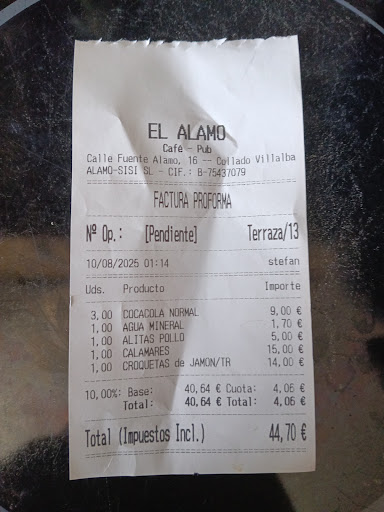 EL ALAMO
Café - Pub
Calle Fuente Alamo, 16 -- Collado Villalba
ALAMO-SISI SL - CIF.: B-75437079
FACTURA PROFORMA
Nº Op.: [Pendiente] Terraza/13
10/08/2025 01:14 stefan
Uds. Producto Importe
3,00 COCACOLA NORMAL 9,00 €
1,00 AGUA MINERAL 1,70 €
1,00 ALITAS POLLO 5,00 €
1,00 CALAMARES 15,00 €
1,00 CROQUETAS de JAMON/TR 14,00 €
10,00%: Base: 40,64 € Cuota: 4,06 €
Total: 40,64 € Total: 4,06 €
Total (Impuestos Incl.) 44,70 €